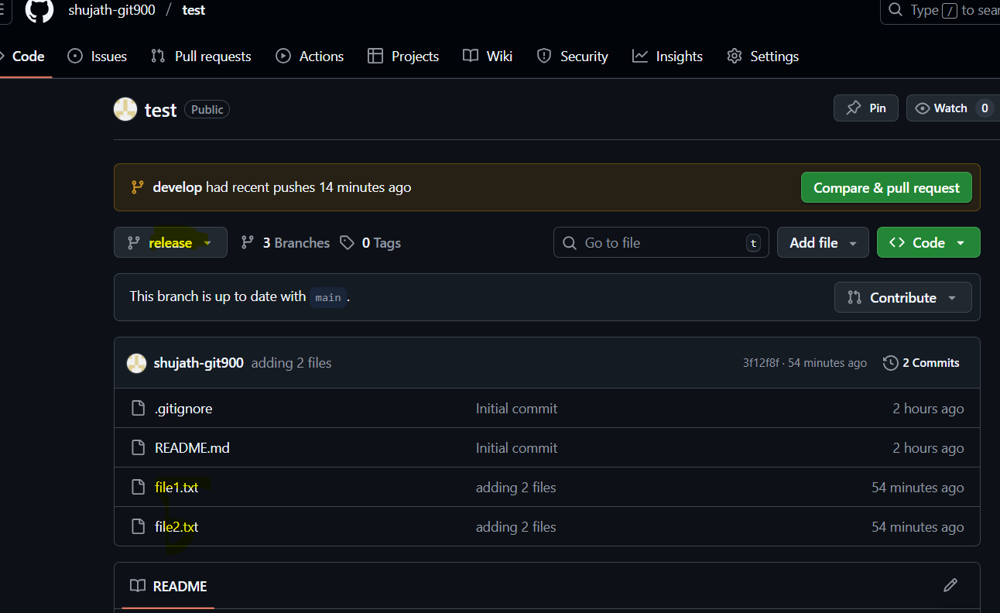 shujath-git900 / test
Type / to sear
Code Issues Pull requests Actions Projects Wiki Security Insights Settings
test Public
Pin Watch 0
develop had recent pushes 14 minutes ago
Compare & pull request
release 3 Branches 0 Tags
Go to file t Add file Code
This branch is up to date with main .
Contribute
shujath-git900 adding 2 files 3f12f8f · 54 minutes ago 2 Commits
.gitignore Initial commit 2 hours ago
README.md Initial commit 2 hours ago
file1.txt adding 2 files 54 minutes ago
file2.txt adding 2 files 54 minutes ago
README